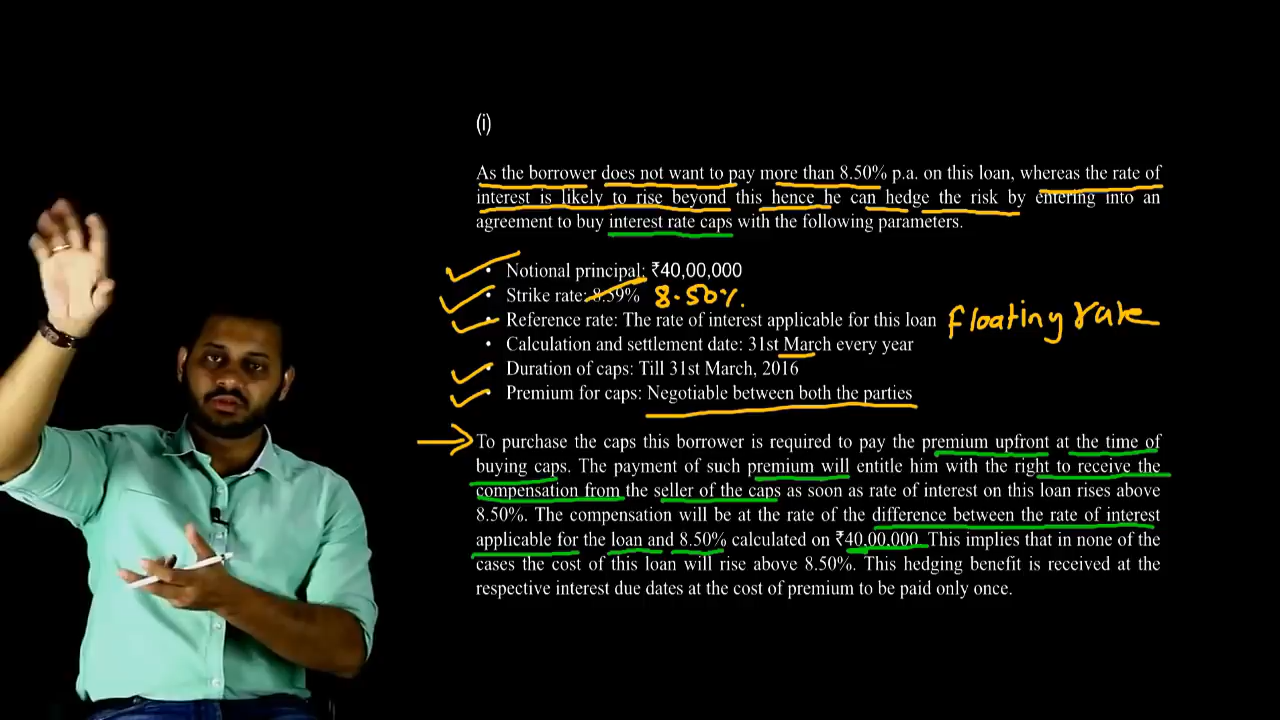 (i)
As the borrower does not want to pay more than 8.50% p.a. on this loan, whereas the rate of
interest is likely to rise beyond this hence he can hedge the risk by entering into an
agreement to buy interest rate caps with the following parameters.
• Notional principal: ₹40,00,000
• Strike rate: 8.59% 8.50%.
• Reference rate: The rate of interest applicable for this loan floating rate
• Calculation and settlement date: 31st March every year
• Duration of caps: Till 31st March, 2016
• Premium for caps: Negotiable between both the parties
To purchase the caps this borrower is required to pay the premium upfront at the time of
buying caps. The payment of such premium will entitle him with the right to receive the
compensation from the seller of the caps as soon as rate of interest on this loan rises above
8.50%. The compensation will be at the rate of the difference between the rate of interest
applicable for the loan and 8.50% calculated on ₹40,00,000 This implies that in none of the
cases the cost of this loan will rise above 8.50%. This hedging benefit is received at the
respective interest due dates at the cost of premium to be paid only once.